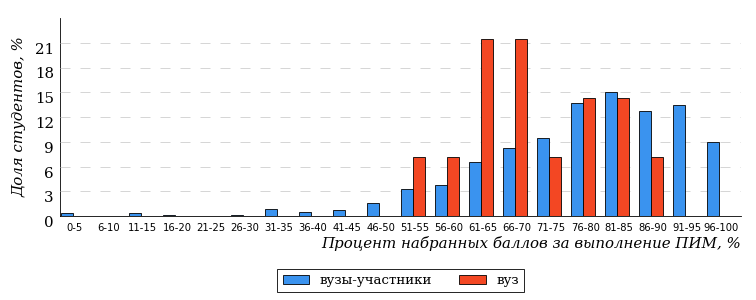 Доля студентов, %
21
18
15
12
9
6
3
0
0-5 6-10 11-15 16-20 21-25 26-30 31-35 36-40 41-45 46-50 51-55 56-60 61-65 66-70 71-75 76-80 81-85 86-90 91-95 96-100
Процент набранных баллов за выполнение ПИМ, %
вузы-участники вуз